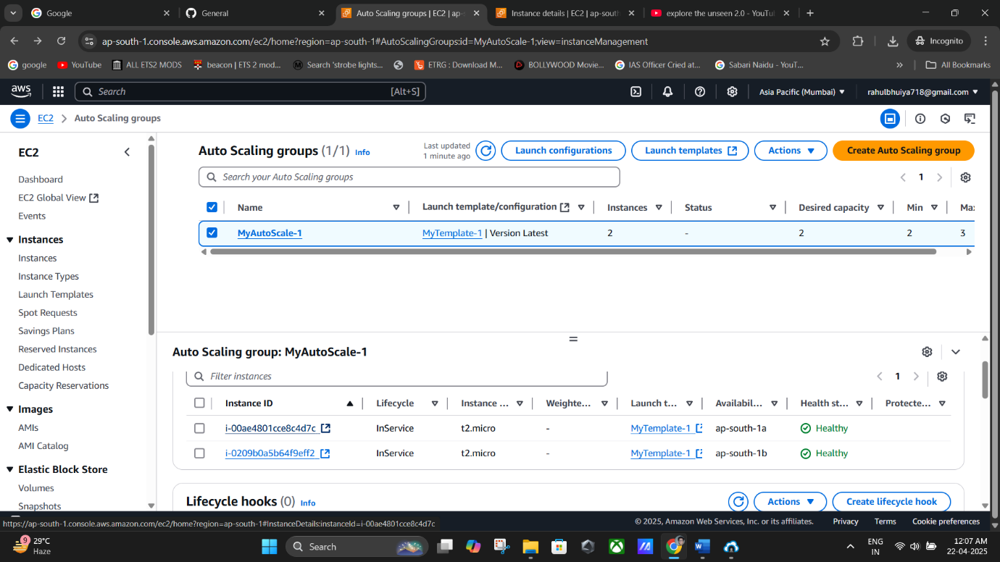 Google
General
Auto Scaling groups | EC2 | ap-
Instance details | EC2 | ap-south
explore the unseen 2.0 - YouTu
ap-south-1.console.aws.amazon.com/ec2/home?region=ap-south-1#AutoScalingGroups:id=MyAutoScale-1;view=instanceManagement
Incognito
google
YouTube
ALL ETS2 MODS
beacon | ETS 2 mod...
Search 'strobe lights...
ETRG : Download M...
BOLLYWOOD Movie...
IAS Officer Cried at...
Sabari Naidu - YouT...
All Bookmarks
aws
Search [Alt+S]
Asia Pacific (Mumbai)
rahulbhuiya718@gmail.com
EC2 > Auto Scaling groups
EC2
Dashboard
EC2 Global View
Events
Instances
Instances
Instance Types
Launch Templates
Spot Requests
Savings Plans
Reserved Instances
Dedicated Hosts
Capacity Reservations
Images
AMIs
AMI Catalog
Elastic Block Store
Volumes
Snapshots
Auto Scaling groups (1/1) Info
Last updated
1 minute ago
Launch configurations
Launch templates
Actions
Create Auto Scaling group
Search your Auto Scaling groups
1
Name Launch template/configuration Instances Status Desired capacity Min Max
MyAutoScale-1 MyTemplate-1 | Version Latest 2 - 2 2 3
Auto Scaling group: MyAutoScale-1
Filter instances
1
Instance ID Lifecycle Instance ... Weighte... Launch t... Availabil... Health st... Protecte...
i-00ae4801cce8c4d7c InService t2.micro - MyTemplate-1 ap-south-1a Healthy
i-0209b0a5b64f9eff2 InService t2.micro - MyTemplate-1 ap-south-1b Healthy
Lifecycle hooks (0) Info
Actions
Create lifecycle hook
https://ap-south-1.console.aws.amazon.com/ec2/home?region=ap-south-1#InstanceDetails:instanceId=i-00ae4801cce8c4d7c
© 2025, Amazon Web Services, Inc. or its affiliates.
Privacy Terms Cookie preferences
9
29°C
Haze
Search
ENG
IN
12:07 AM
22-04-2025